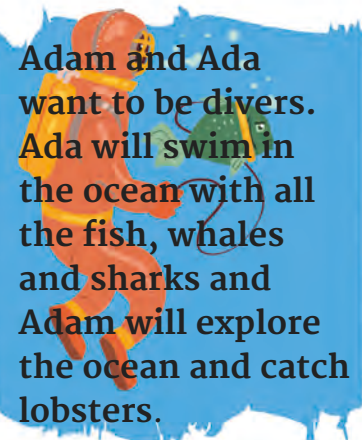 Adam and Ada
want to be divers.
Ada will swim in
the ocean with all
the fish, whales
and sharks and
Adam will explore
the ocean and catch
lobsters.